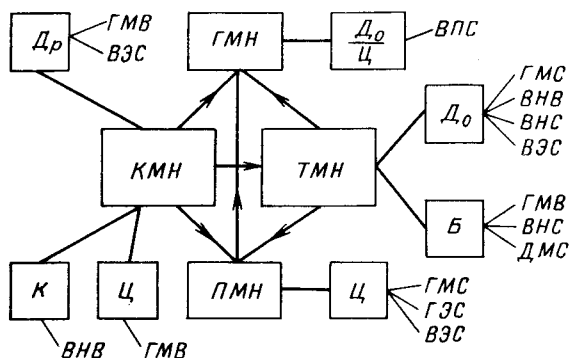 Др
ГМВ
ВЭС
ГМН
До
Ц
ВПС
КМН
ТМН
До
ГМС
ВНВ
ВНС
ВЭС
Б
ГМВ
ВНС
ДМС
К
Ц
ПМН
Ц
ГМС
ГЭС
ВЭС
ВНВ
ГМВ